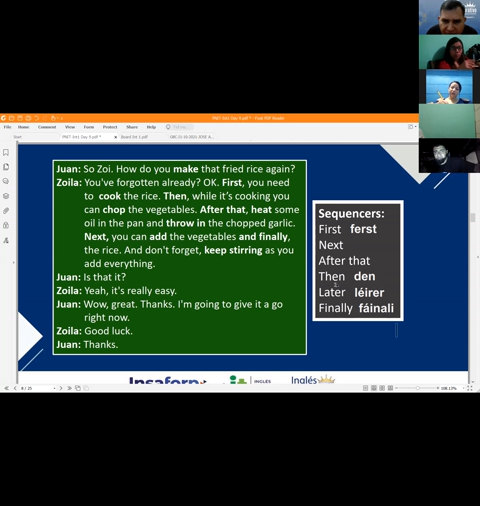 File Home Comment View Form Protect Share Help
Start
Juan: So Zoi. How do you make that fried rice again?
Zoila: You've forgotten already? OK. First, you need
to cook the rice. Then, while it's cooking you
can chop the vegetables. After that, heat some
oil in the pan and throw in the chopped garlic.
Next, you can add the vegetables and finally,
the rice. And don't forget, keep stirring as you
add everything.
Juan: Is that it?
Zoila: Yeah, it's really easy.
Juan: Wow, great. Thanks. I'm going to give it a go
right now.
Zoila: Good luck.
Juan: Thanks.
Sequencers:
First ferst
Next
After that
Then den
Later léirer
Finally fáinali
Insaforp
INGLÉS
Inglés